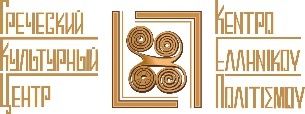 ГРЕЧЕСКИЙ
КУЛЬТУРНЫЙ
ЦЕНТР
ΚΕΝΤΡΟ
ΕΛΛΗΝΙΚΟΥ
ΠΟΛΙΤΙΣΜΟΥ